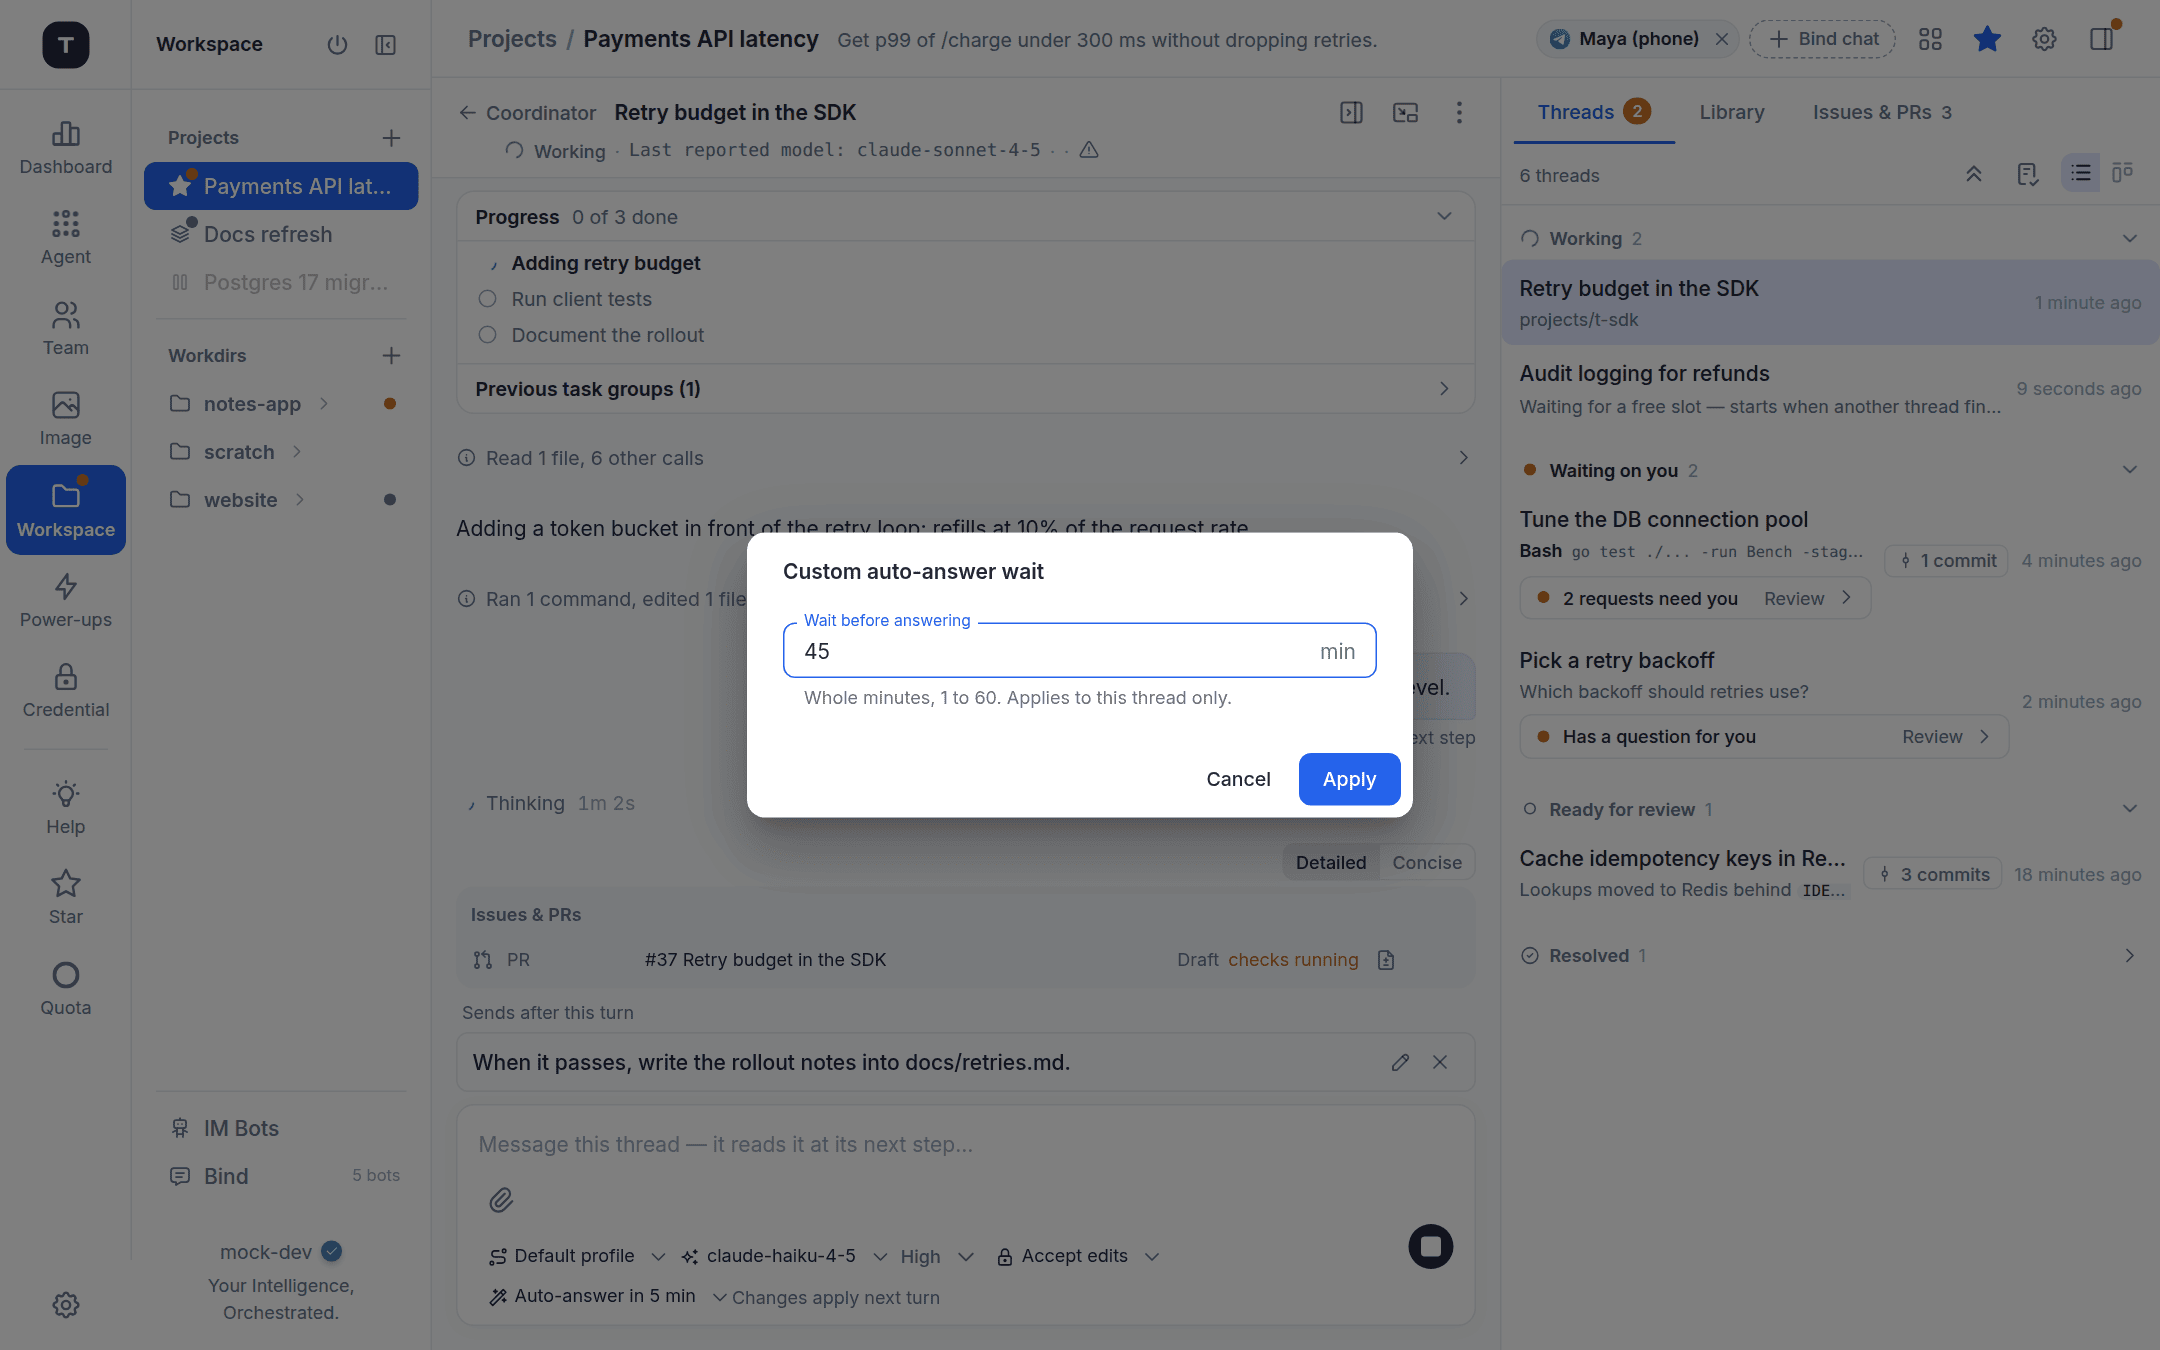 T
Workspace
Dashboard
Agent
Team
Image
Workspace
Power-ups
Credential
Help
Star
Quota
Projects
Payments API lat...
Docs refresh
Postgres 17 migr...
Workdirs
notes-app
scratch
website
IM Bots
Bind 5 bots
mock-dev
Your Intelligence,
Orchestrated.
Projects / Payments API latency Get p99 of /charge under 300 ms without dropping retries.
Maya (phone)
Bind chat
Coordinator Retry budget in the SDK
Working · Last reported model: claude-sonnet-4-5 · ·
Progress 0 of 3 done
Adding retry budget
Run client tests
Document the rollout
Previous task groups (1)
Read 1 file, 6 other calls
Adding a token bucket in front of the retry loop; refills at 10% of the request rate
Ran 1 command, edited 1 file
evel.
ext step
Custom auto-answer wait
Wait before answering
45 min
Whole minutes, 1 to 60. Applies to this thread only.
Cancel Apply
Thinking 1m 2s
Detailed Concise
Issues & PRs
PR #37 Retry budget in the SDK Draft checks running
Sends after this turn
When it passes, write the rollout notes into docs/retries.md.
Message this thread — it reads it at its next step...
Default profile claude-haiku-4-5 High Accept edits
Auto-answer in 5 min Changes apply next turn
Threads 2 Library Issues & PRs 3
6 threads
Working 2
Retry budget in the SDK
projects/t-sdk
1 minute ago
Audit logging for refunds
Waiting for a free slot — starts when another thread fin...
9 seconds ago
Waiting on you 2
Tune the DB connection pool
Bash go test ./... -run Bench -stag...
1 commit 4 minutes ago
2 requests need you Review
Pick a retry backoff
Which backoff should retries use?
2 minutes ago
Has a question for you Review
Ready for review 1
Cache idempotency keys in Re...
Lookups moved to Redis behind IDE...
3 commits 18 minutes ago
Resolved 1